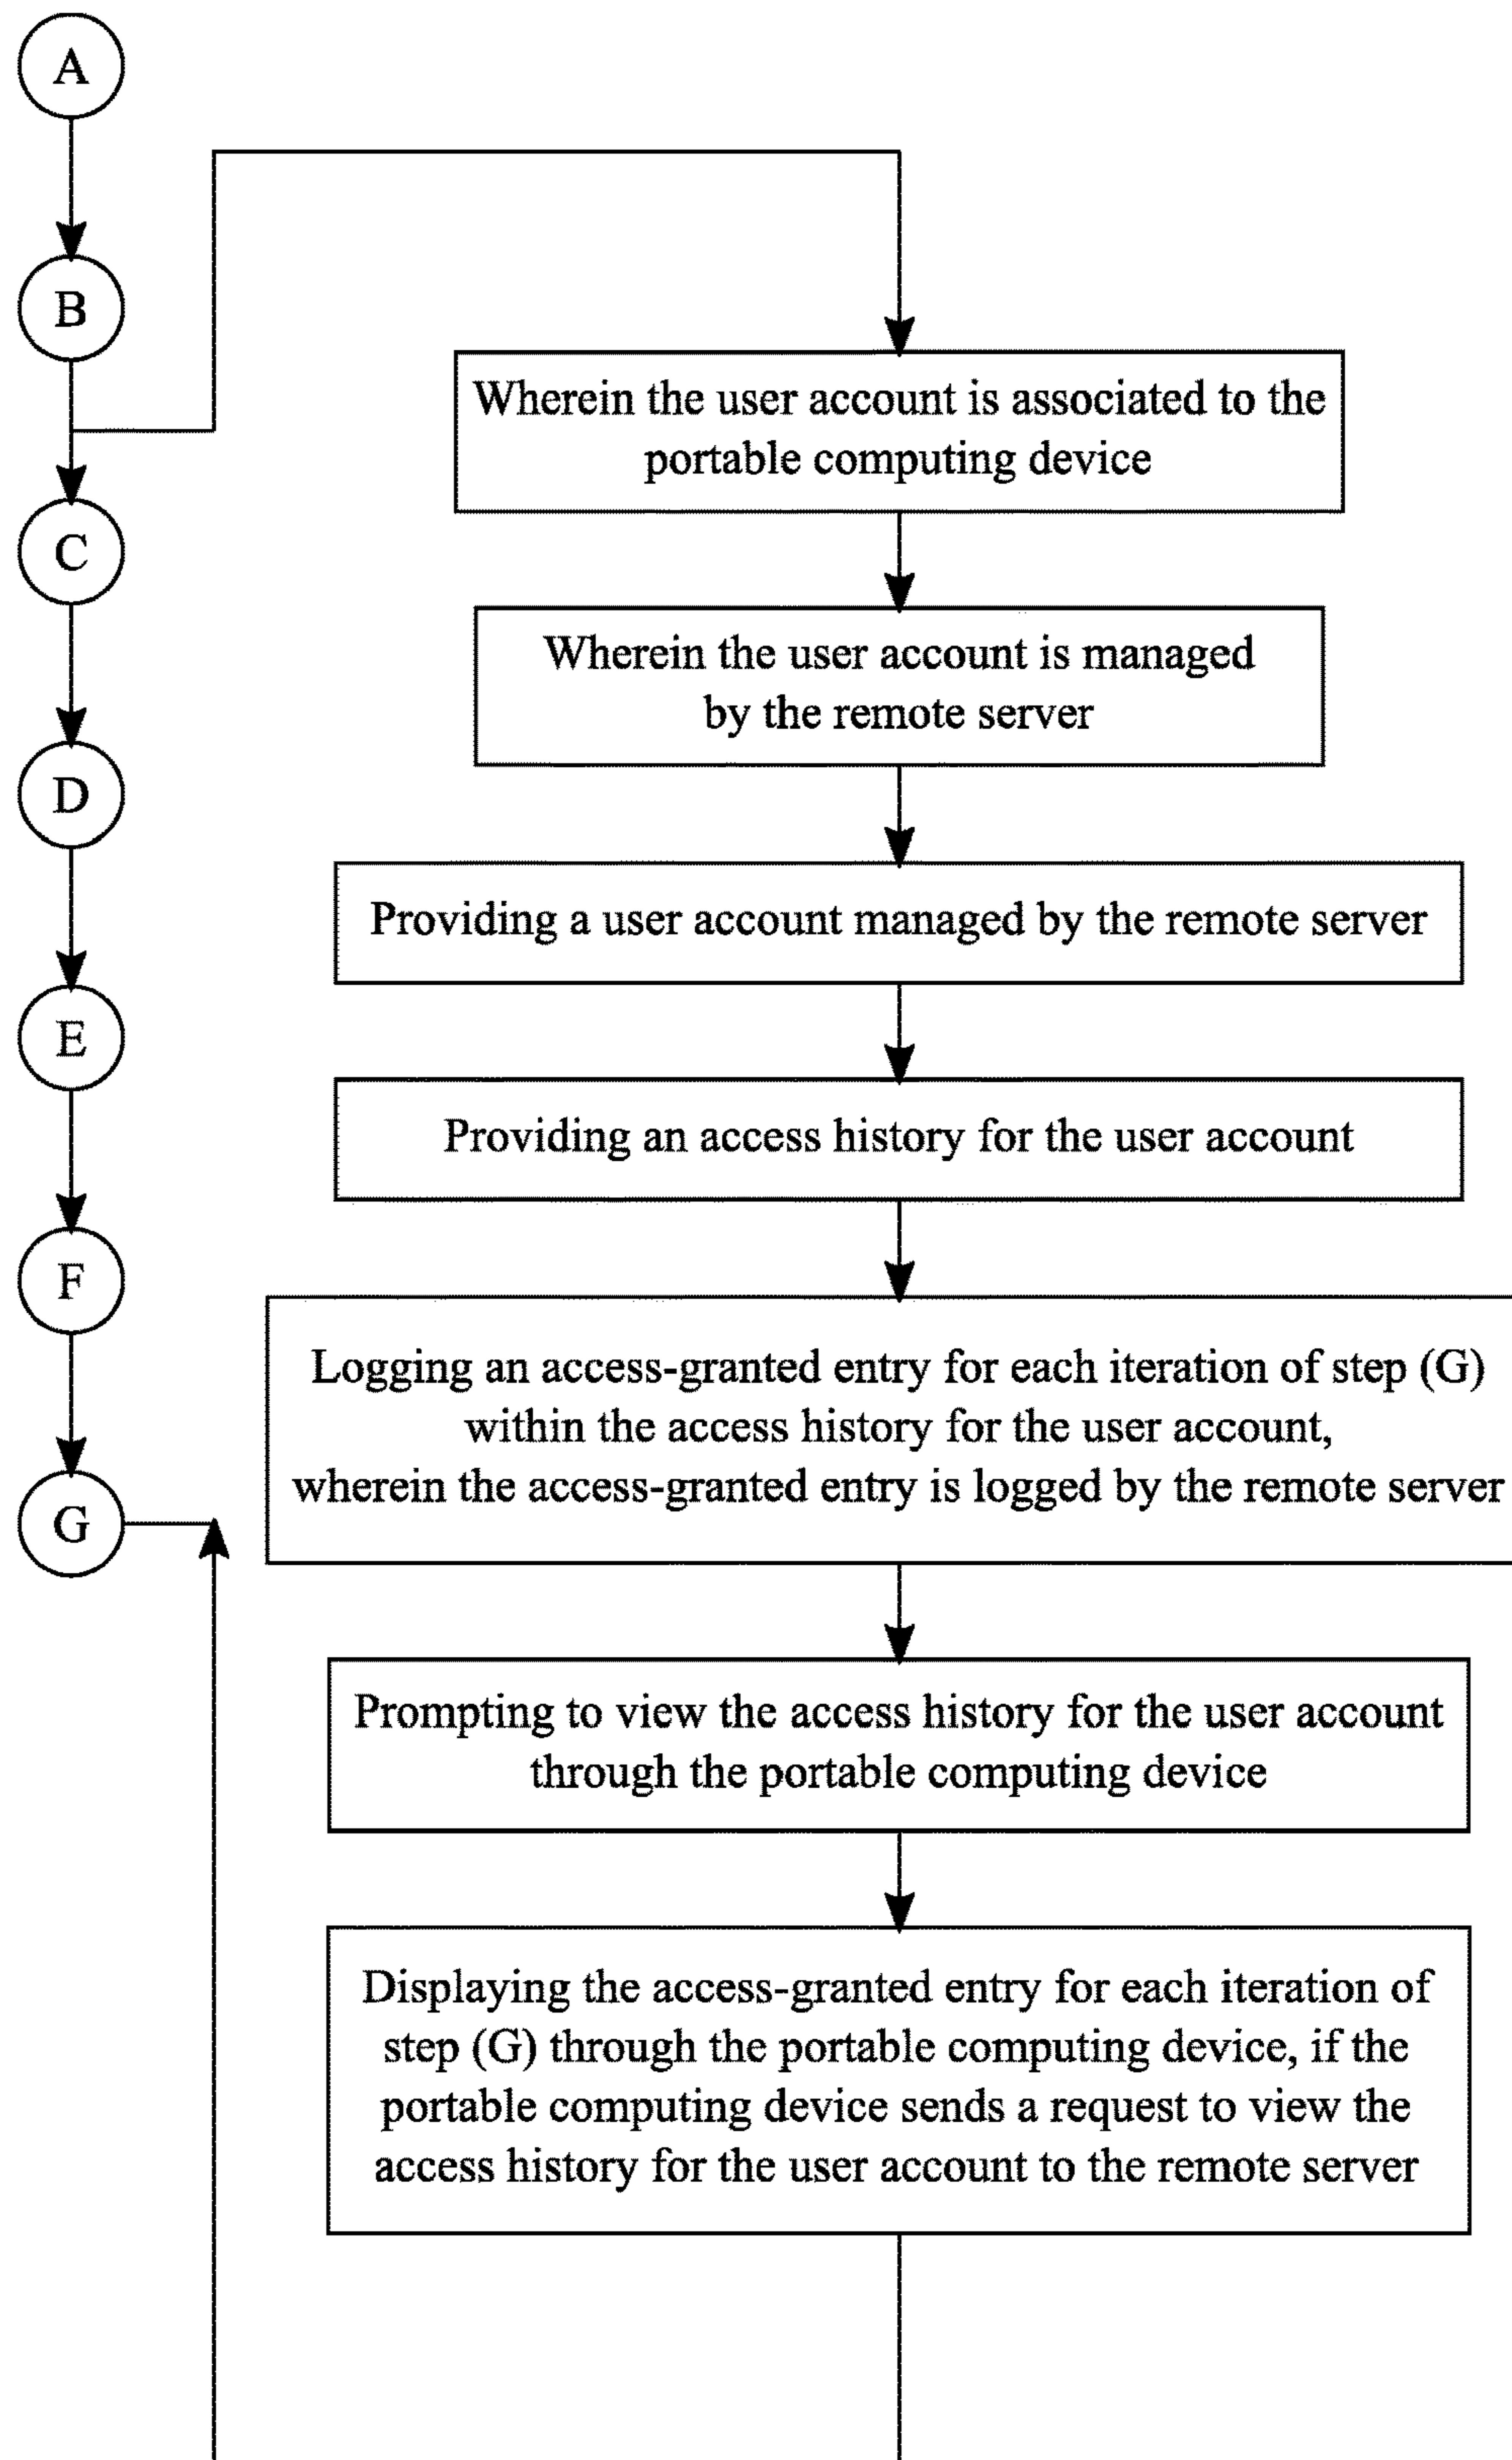 A
B
C
D
E
F
G
Wherein the user account is associated to the
portable computing device
Wherein the user account is managed
by the remote server
Providing a user account managed by the remote server
Providing an access history for the user account
Logging an access-granted entry for each iteration of step (G)
within the access history for the user account,
wherein the access-granted entry is logged by the remote server
Prompting to view the access history for the user account
through the portable computing device
Displaying the access-granted entry for each iteration of
step (G) through the portable computing device, if the
portable computing device sends a request to view the
access history for the user account to the remote server